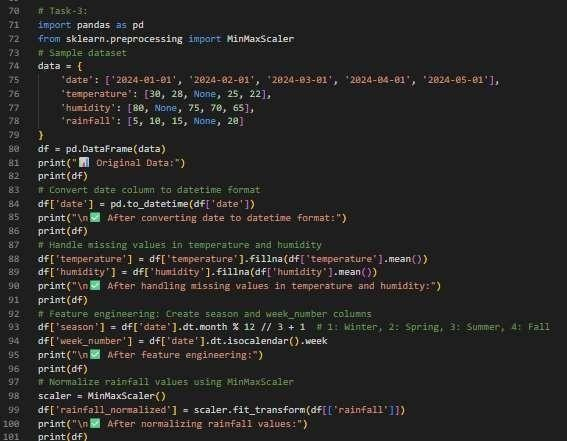 70 # Task-3:
71 import pandas as pd
72 from sklearn.preprocessing import MinMaxScaler
73 # Sample dataset
74 data = {
75     'date': ['2024-01-01', '2024-02-01', '2024-03-01', '2024-04-01', '2024-05-01'],
76     'temperature': [30, 28, None, 25, 22],
77     'humidity': [80, None, 75, 70, 65],
78     'rainfall': [5, 10, 15, None, 20]
79 }
80 df = pd.DataFrame(data)
81 print("📊 Original Data:")
82 print(df)
83 # Convert date column to datetime format
84 df['date'] = pd.to_datetime(df['date'])
85 print("\n✅ After converting date to datetime format:")
86 print(df)
87 # Handle missing values in temperature and humidity
88 df['temperature'] = df['temperature'].fillna(df['temperature'].mean())
89 df['humidity'] = df['humidity'].fillna(df['humidity'].mean())
90 print("\n✅ After handling missing values in temperature and humidity:")
91 print(df)
92 # Feature engineering: Create season and week_number columns
93 df['season'] = df['date'].dt.month % 12 // 3 + 1  # 1: Winter, 2: Spring, 3: Summer, 4: Fall
94 df['week_number'] = df['date'].dt.isocalendar().week
95 print("\n✅ After feature engineering:")
96 print(df)
97 # Normalize rainfall values using MinMaxScaler
98 scaler = MinMaxScaler()
99 df['rainfall_normalized'] = scaler.fit_transform(df[['rainfall']])
100 print("\n✅ After normalizing rainfall values:")
101 print(df)